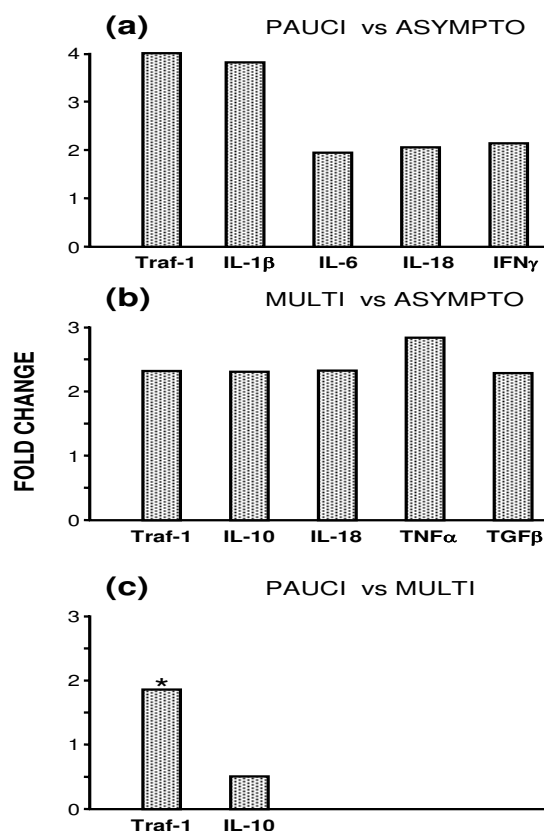 (a) PAUCI vs ASYMPTO
4
3
2
1
0
Traf-1 IL-1β IL-6 IL-18 IFNγ
(b) MULTI vs ASYMPTO
3
2
1
0
Traf-1 IL-10 IL-18 TNFα TGFβ
FOLD CHANGE
(c) PAUCI vs MULTI
3
2
*
1
0
Traf-1 IL-10